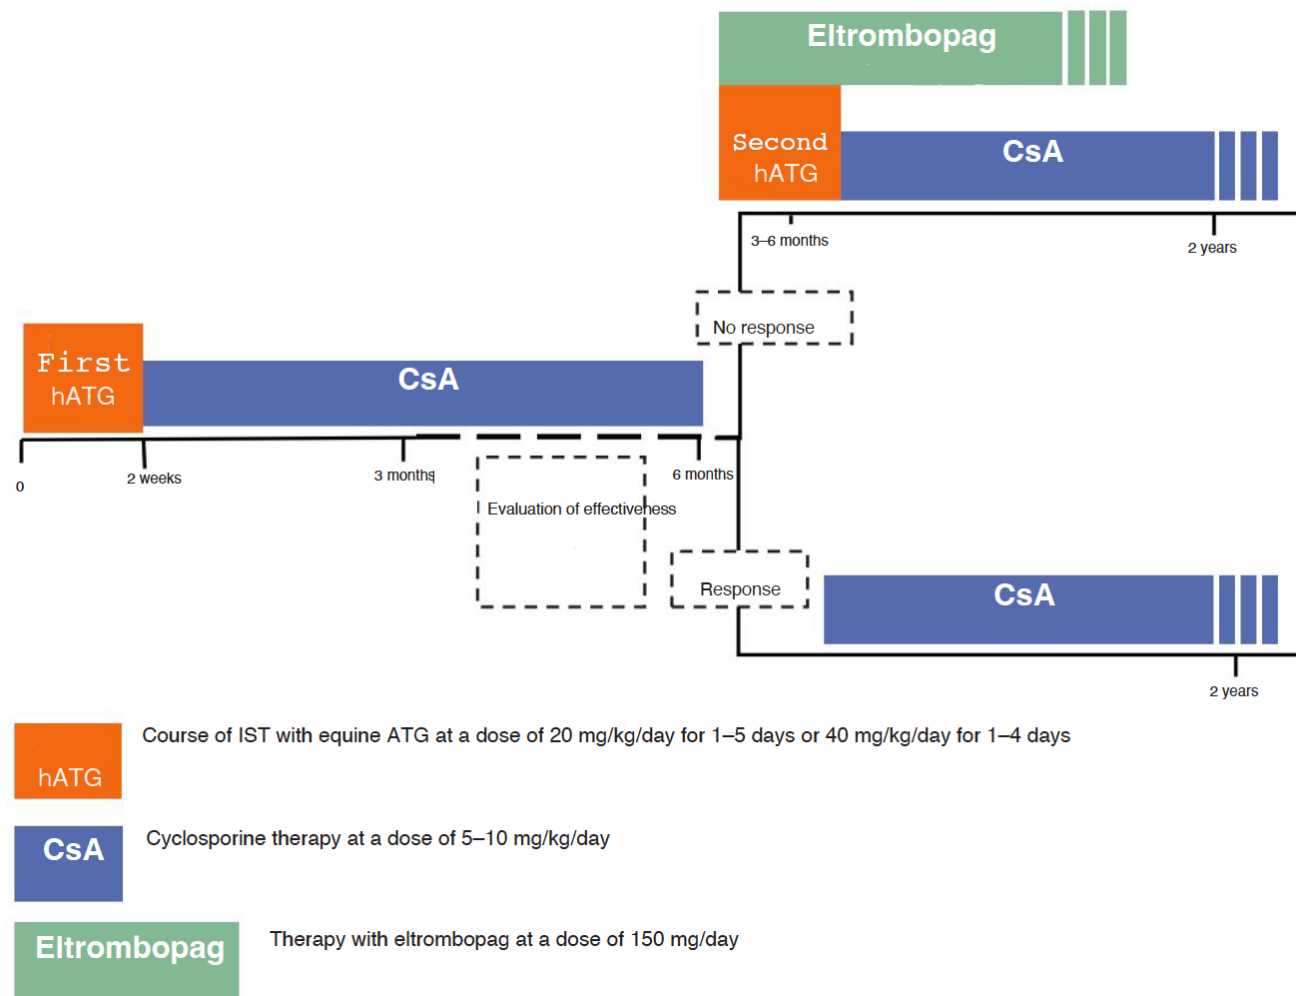 Eltrombopag
Second
hATG
CsA
3–6 months
2 years
No response
First
hATG
CsA
0
2 weeks
3 months
6 months
Evaluation of effectiveness
Response
CsA
2 years
hATG
Course of IST with equine ATG at a dose of 20 mg/kg/day for 1–5 days or 40 mg/kg/day for 1–4 days
CsA
Cyclosporine therapy at a dose of 5–10 mg/kg/day
Eltrombopag
Therapy with eltrombopag at a dose of 150 mg/day